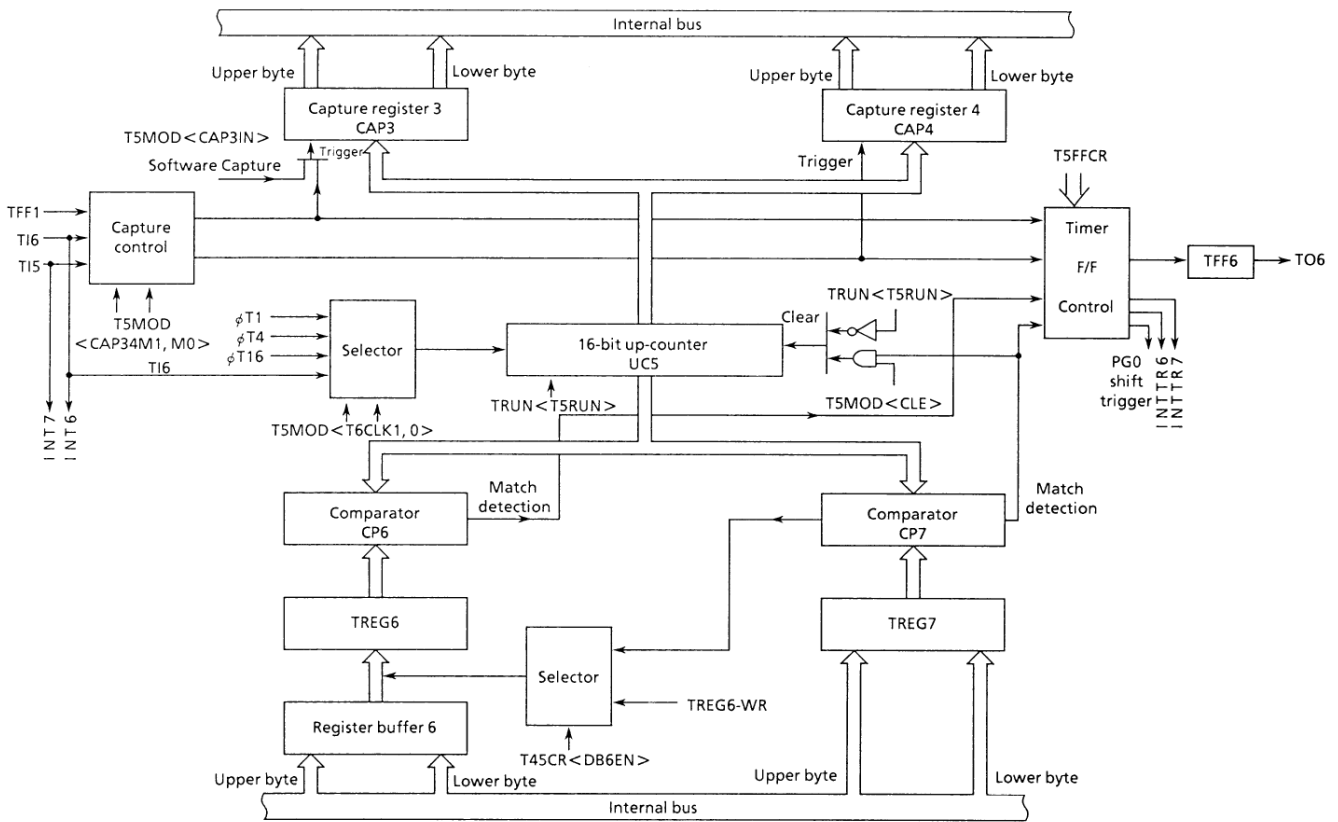 Internal bus
Upper byte
Lower byte
Upper byte
Lower byte
Capture register 3
CAP3
Capture register 4
CAP4
T5MOD<CAP3IN>
Software Capture
Trigger
Trigger
T5FFCR
TFF1
TI6
TI5
Capture
control
Timer
F/F
Control
TFF6
TO6
T5MOD
<CAP34M1, M0>
φT1
φT4
φT16
TI6
Selector
16-bit up-counter
UC5
Clear
TRUN<T5RUN>
T5MOD<CLE>
TRUN<T5RUN>
T5MOD<T6CLK1, 0>
PG0
shift
trigger
INTTR6
INTTR7
INT7
INT6
Match
detection
Match
detection
Comparator
CP6
Comparator
CP7
TREG6
TREG7
Selector
TREG6-WR
Register buffer 6
T45CR<DB6EN>
Upper byte
Lower byte
Upper byte
Lower byte
Internal bus